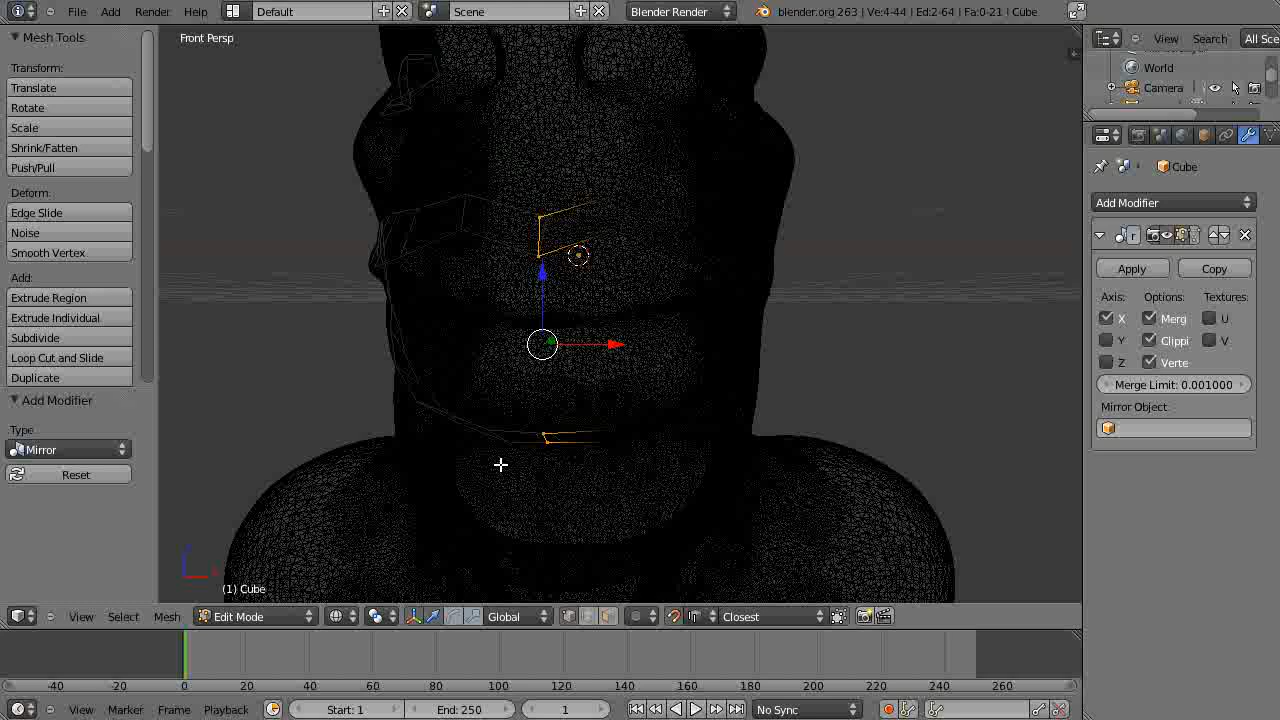 File Add Render Help Default Scene Blender Render blender.org 263 | Ve:4-44 | Ed:2-64 | Fa:0-21 | Cube
Mesh Tools
Transform:
Translate
Rotate
Scale
Shrink/Fatten
Push/Pull
Deform:
Edge Slide
Noise
Smooth Vertex
Add:
Extrude Region
Extrude Individual
Subdivide
Loop Cut and Slide
Duplicate
Add Modifier
Type:
Mirror
Reset
Front Persp
(1) Cube
View Search All Sce
World
Camera
Cube
Add Modifier
r
Apply Copy
Axis: Options: Textures:
X Merg U
Y Clippi V
Z Verte
Merge Limit: 0.001000
Mirror Object:
View Select Mesh Edit Mode Global Closest
-40 -20 0 20 40 60 80 100 120 140 160 180 200 220 240 260
View Marker Frame Playback Start: 1 End: 250 1 No Sync